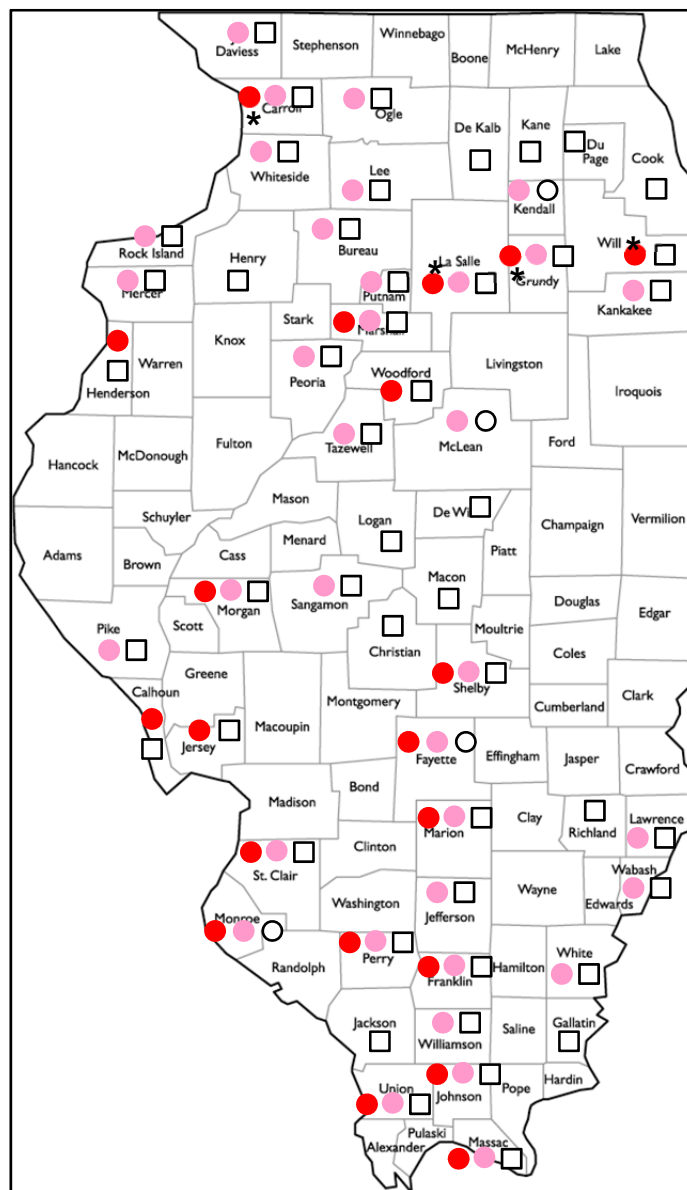 Daviess
Stephenson
Winnebago
Boone
McHenry
Lake
Carroll
*
Ogle
De Kalb
Kane
Du
Page
Cook
Whiteside
Lee
Kendall
Rock Island
Henry
Bureau
La Salle
*
Grundy
*
Will
*
Mercer
Putnam
Kankakee
Stark
Marshall
Knox
Warren
Henderson
Peoria
Woodford
Livingston
Iroquois
Fulton
Tazewell
McLean
Ford
Hancock
McDonough
Mason
Schuyler
Logan
De Wi
Champaign
Vermilion
Adams
Brown
Cass
Menard
Piatt
Macon
Morgan
Sangamon
Scott
Douglas
Edgar
Pike
Christian
Moultrie
Coles
Greene
Shelby
Calhoun
Montgomery
Cumberland
Clark
Jersey
Macoupin
Fayette
Effingham
Jasper
Crawford
Madison
Bond
Marion
Clay
Richland
Lawrence
Clinton
St. Clair
Wabash
Edwards
Wayne
Jefferson
Washington
Monroe
Randolph
Perry
Franklin
Hamilton
White
Jackson
Williamson
Saline
Gallatin
Union
Johnson
Pope
Hardin
Alexander
Pulaski
Massac